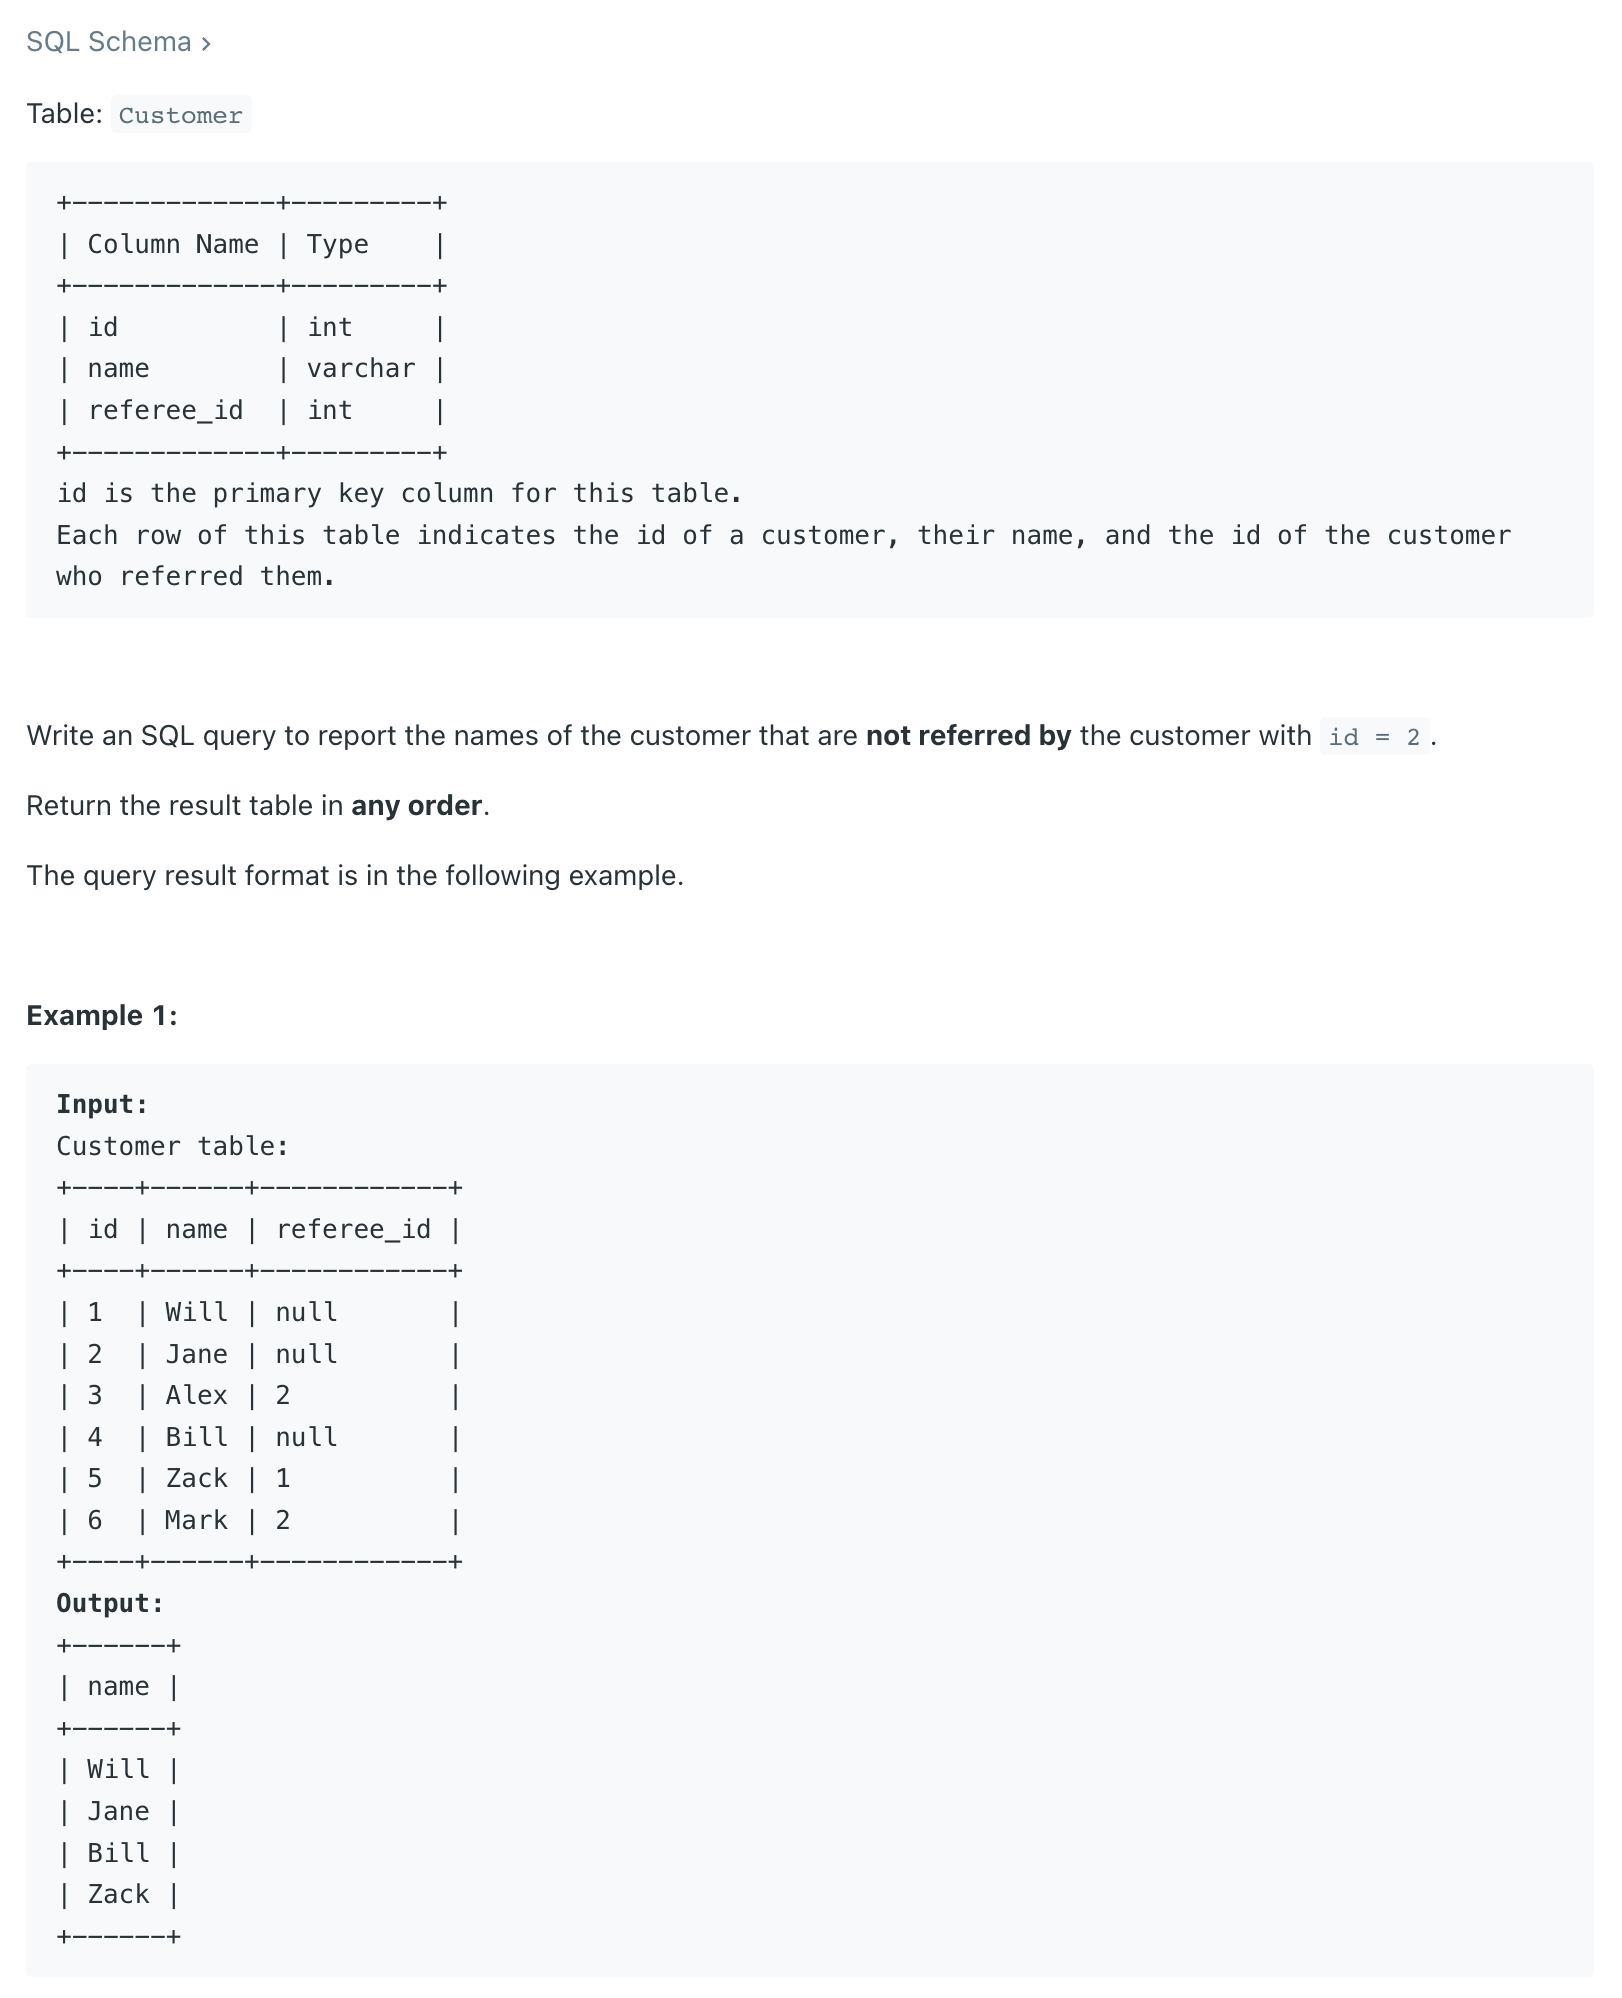 SQL Schema >
Table: Customer
+-------------+---------+
| Column Name | Type    |
+-------------+---------+
| id          | int     |
| name        | varchar |
| referee_id  | int     |
+-------------+---------+
id is the primary key column for this table.
Each row of this table indicates the id of a customer, their name, and the id of the customer
who referred them.
Write an SQL query to report the names of the customer that are not referred by the customer with id = 2.
Return the result table in any order.
The query result format is in the following example.
Example 1:
Input:
Customer table:
+----+------+------------+
| id | name | referee_id |
+----+------+------------+
| 1  | Will | null       |
| 2  | Jane | null       |
| 3  | Alex | 2          |
| 4  | Bill | null       |
| 5  | Zack | 1          |
| 6  | Mark | 2          |
+----+------+------------+
Output:
+------+
| name |
+------+
| Will |
| Jane |
| Bill |
| Zack |
+------+